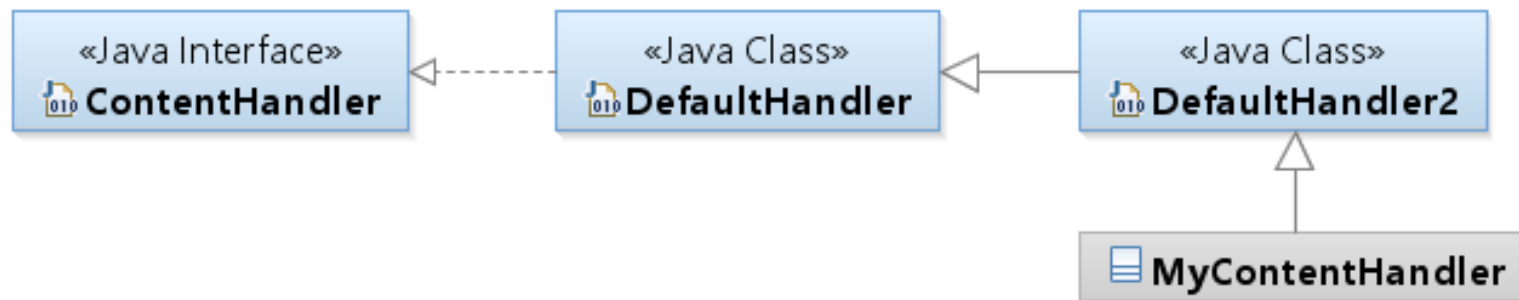 «Java Interface»
ContentHandler
«Java Class»
DefaultHandler
«Java Class»
DefaultHandler2
MyContentHandler